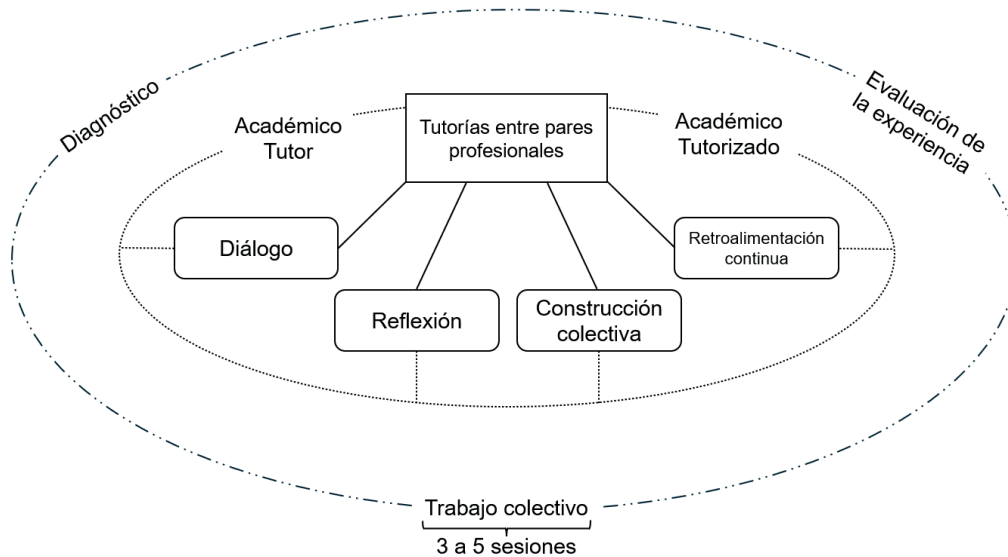 Diagnóstico
Evaluación de
la experiencia
Académico
Tutor
Tutorías entre pares
profesionales
Académico
Tutorizado
Diálogo
Retroalimentación
continua
Reflexión
Construcción
colectiva
Trabajo colectivo
3 a 5 sesiones